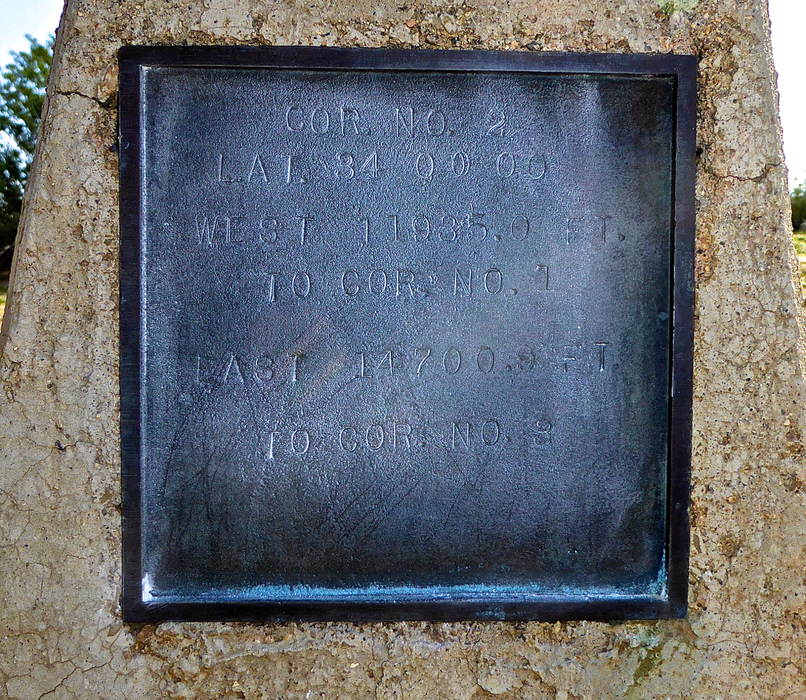 COR. NO. 2
LAT. 34 00 00
WEST 11935.0 FT.
TO COR. NO. 1
EAST 14700.9 FT.
TO COR. NO. 3